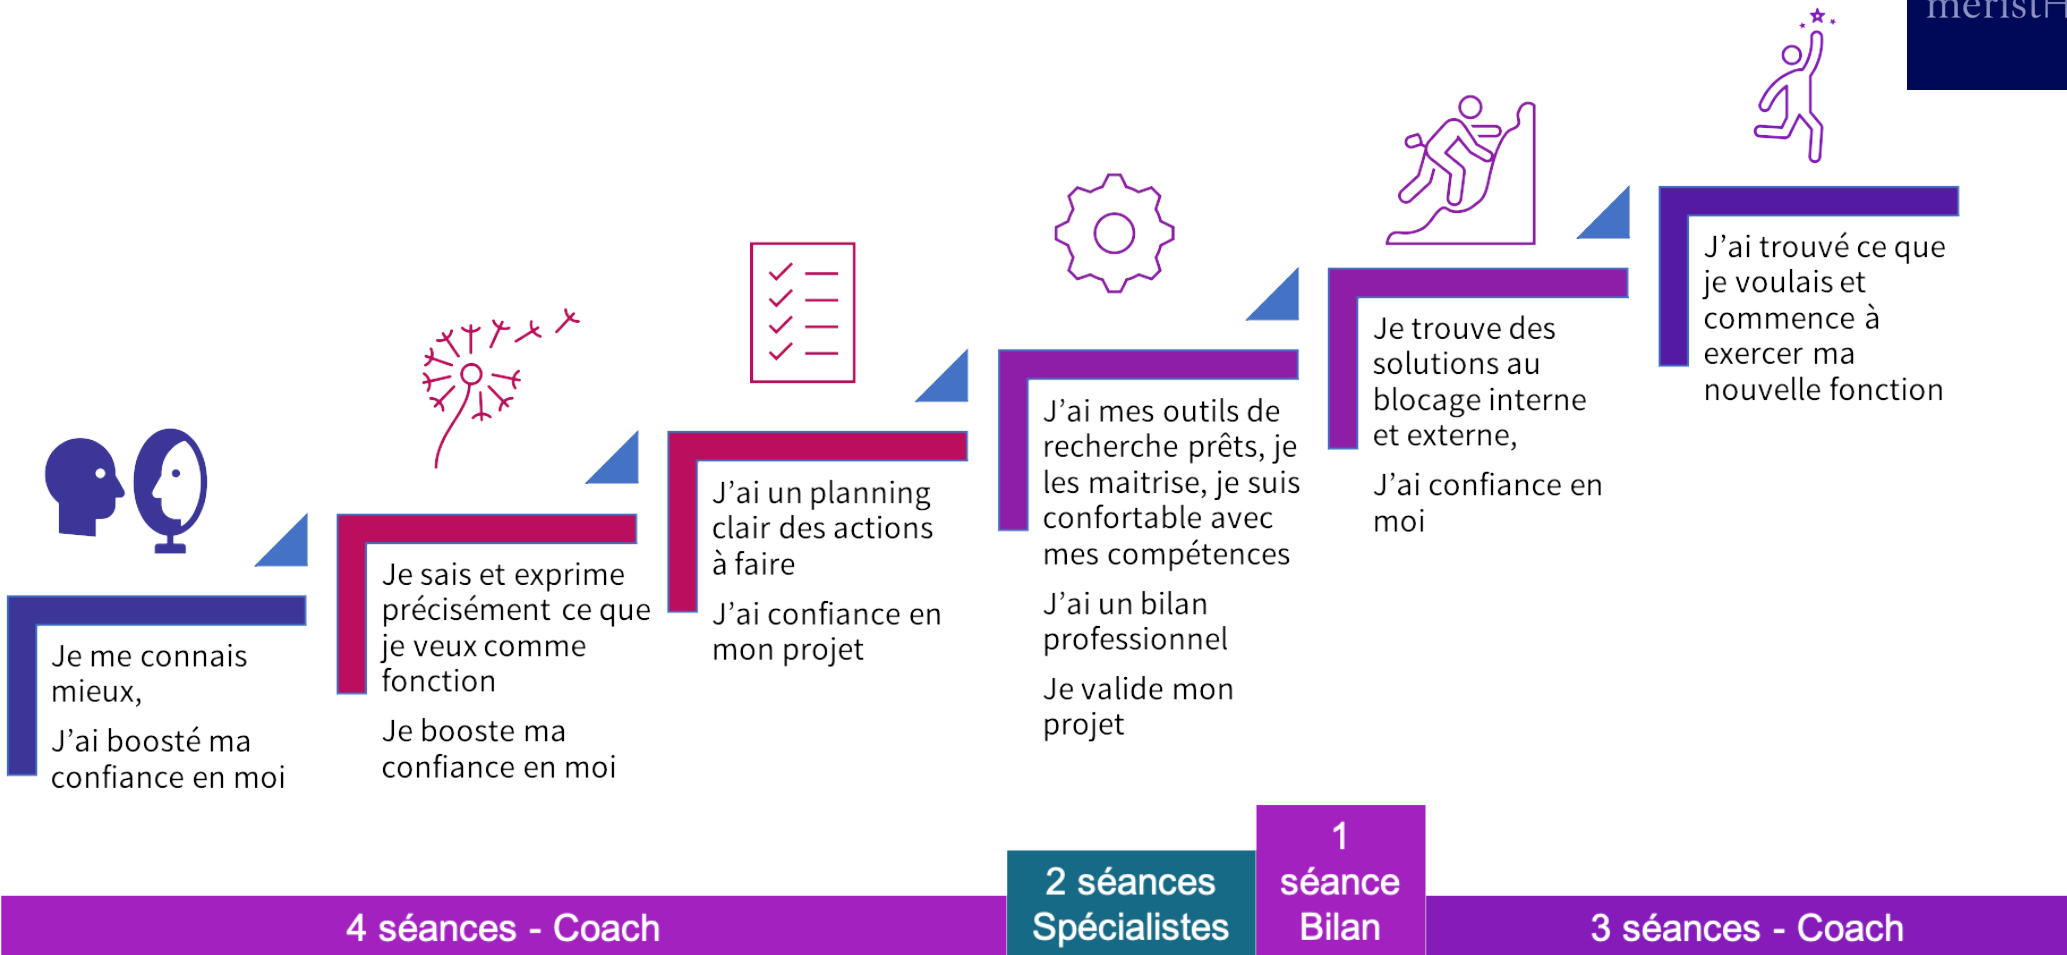 Je me connais
mieux,
J’ai boosté ma
confiance en moi
Je sais et exprime
précisément ce que
je veux comme
fonction
Je booste ma
confiance en moi
J’ai un planning
clair des actions
à faire
J’ai confiance en
mon projet
J’ai mes outils de
recherche prêts, je
les maitrise, je suis
confortable avec
mes compétences
J’ai un bilan
professionnel
Je valide mon
projet
Je trouve des
solutions au
blocage interne
et externe,
J’ai confiance en
moi
J’ai trouvé ce que
je voulais et
commence à
exercer ma
nouvelle fonction
4 séances - Coach
2 séances
Spécialistes
1
séance
Bilan
3 séances - Coach